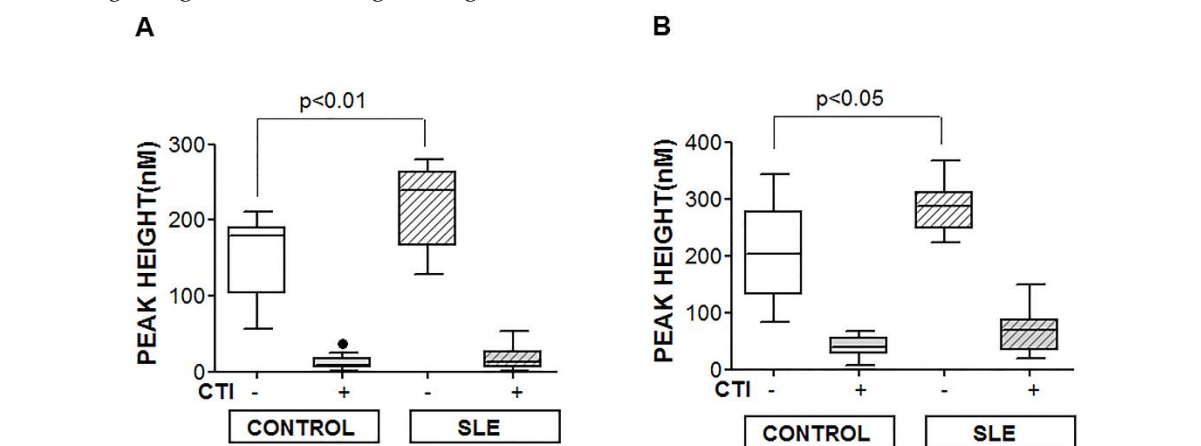 A
B
p<0.01
p<0.05
PEAK HEIGHT(nM)
300
200
100
0
PEAK HEIGHT(nM)
400
300
200
100
0
CTI - + - +
CONTROL SLE
CTI - + - +
CONTROL SLE